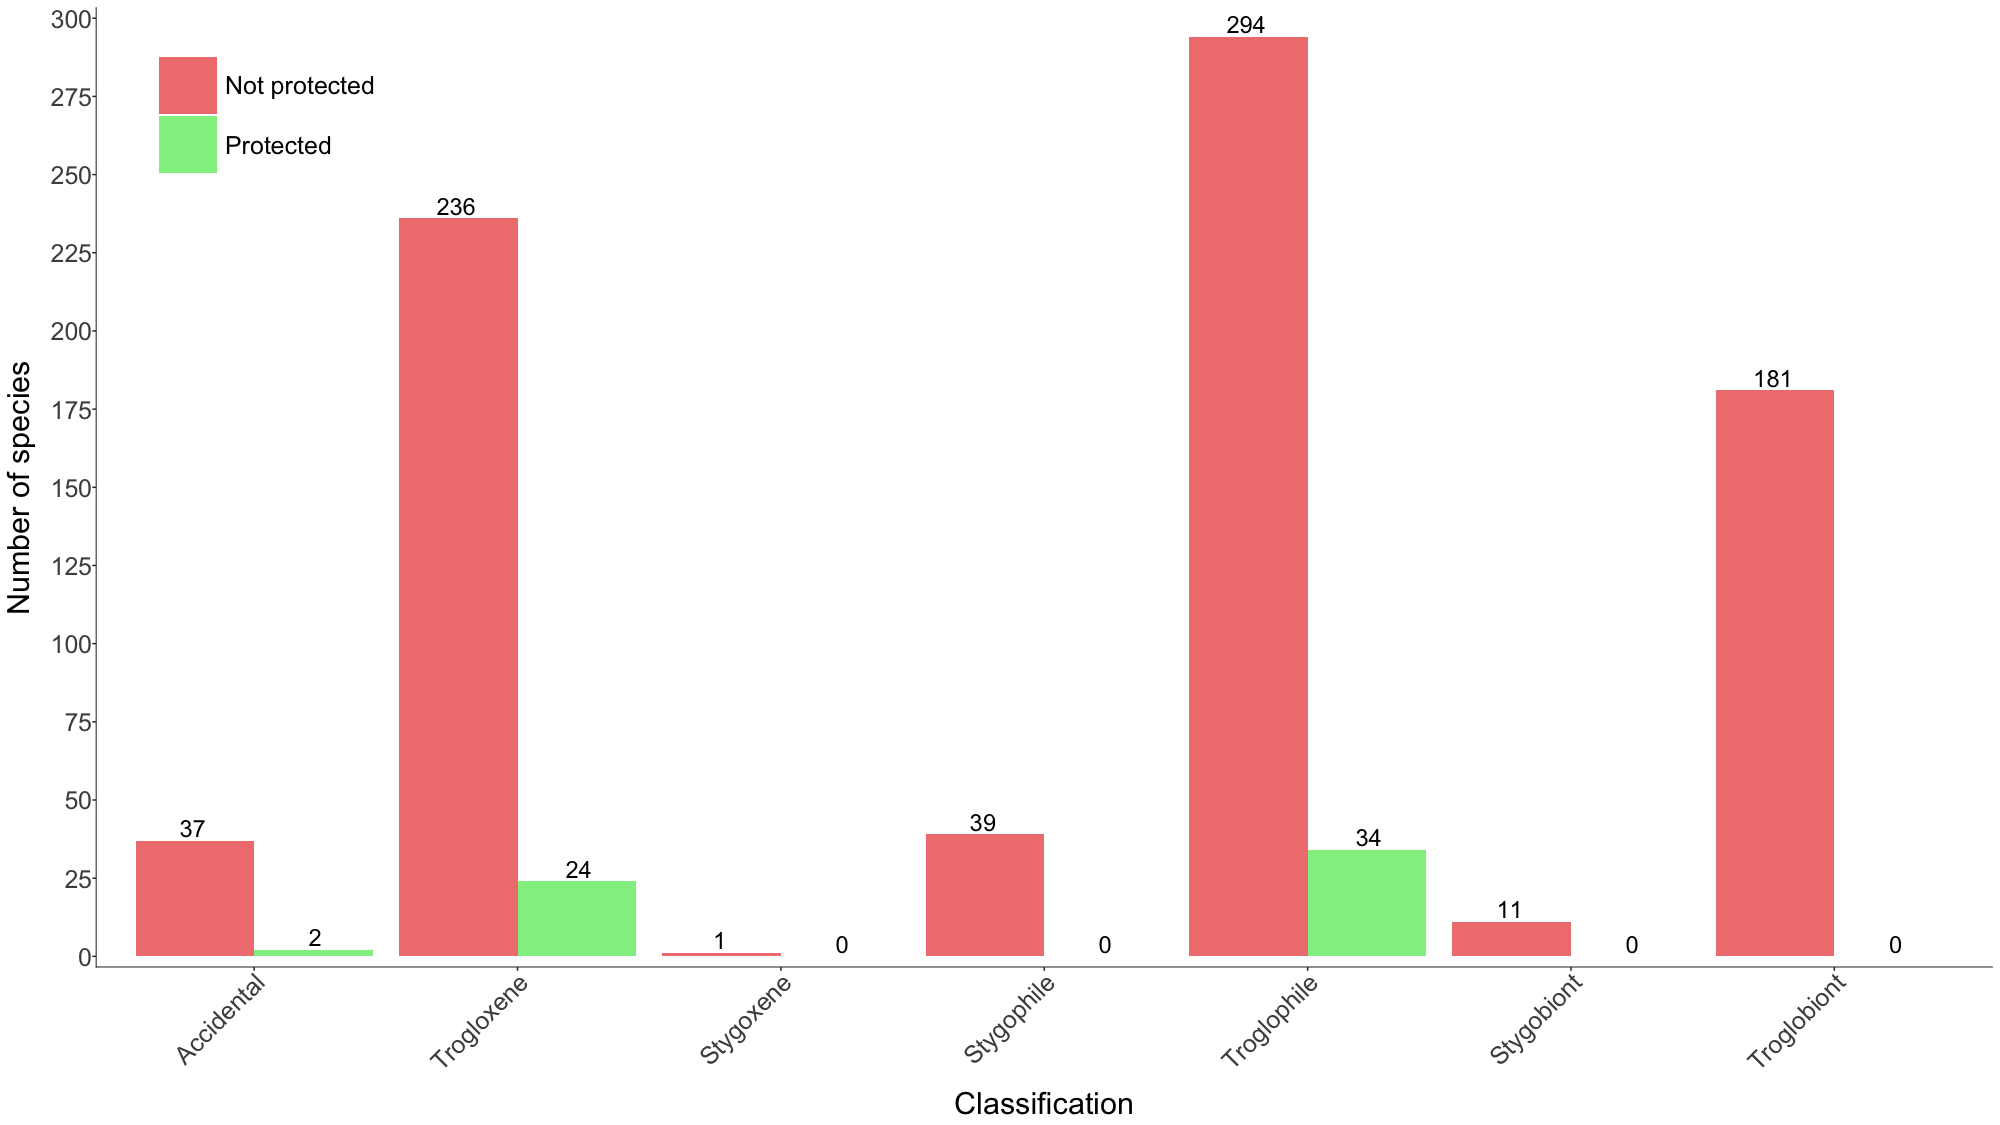 Not protected
Protected
Number of species
300
275
250
225
200
175
150
125
100
75
50
25
0
37
2
236
24
1
0
39
0
294
34
11
0
181
0
Accidental
Trogloxene
Stygoxene
Stygophile
Troglophile
Stygobiont
Troglobiont
Classification